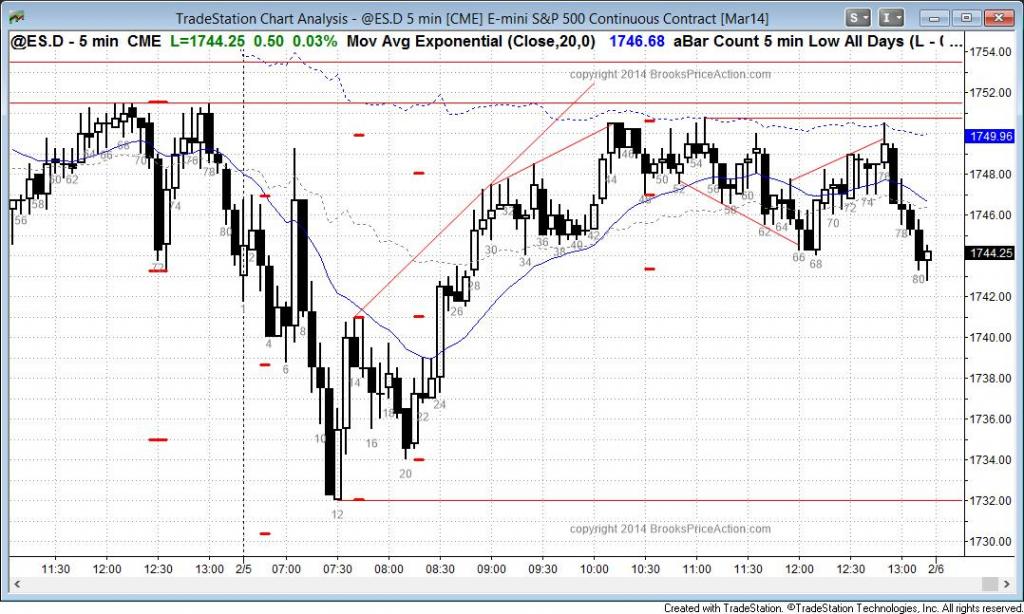 TradeStation Chart Analysis - @ES.D 5 min [CME] E-mini S&P 500 Continuous Contract [Mar14]
S I
@ES.D - 5 min CME L=1744.25 0.50 0.03% Mov Avg Exponential (Close,20,0) 1746.68 aBar Count 5 min Low All Days (L - ( ...
1754.00
copyright 2014 BrooksPriceAction.com
1752.00
1749.96
1748.00
1746.00
1744.25
1742.00
1740.00
1738.00
1736.00
1734.00
1732.00
1730.00
56 58 60 62 64 66 68 70 72 74 76 78 80
2 4 6 8 10 12 14 16 18 20 22 24 26 28 30 32 34 36 38 40 42 44 46 48 50 52 54 56 58 60 62 64 66 68 70 72 74 76 78 80
copyright 2014 BrooksPriceAction.com
11:30 12:00 12:30 13:00 2/5 07:00 07:30 08:00 08:30 09:00 09:30 10:00 10:30 11:00 11:30 12:00 12:30 13:00 2/6
Created with TradeStation. ©TradeStation Technologies, Inc. All rights reserved.